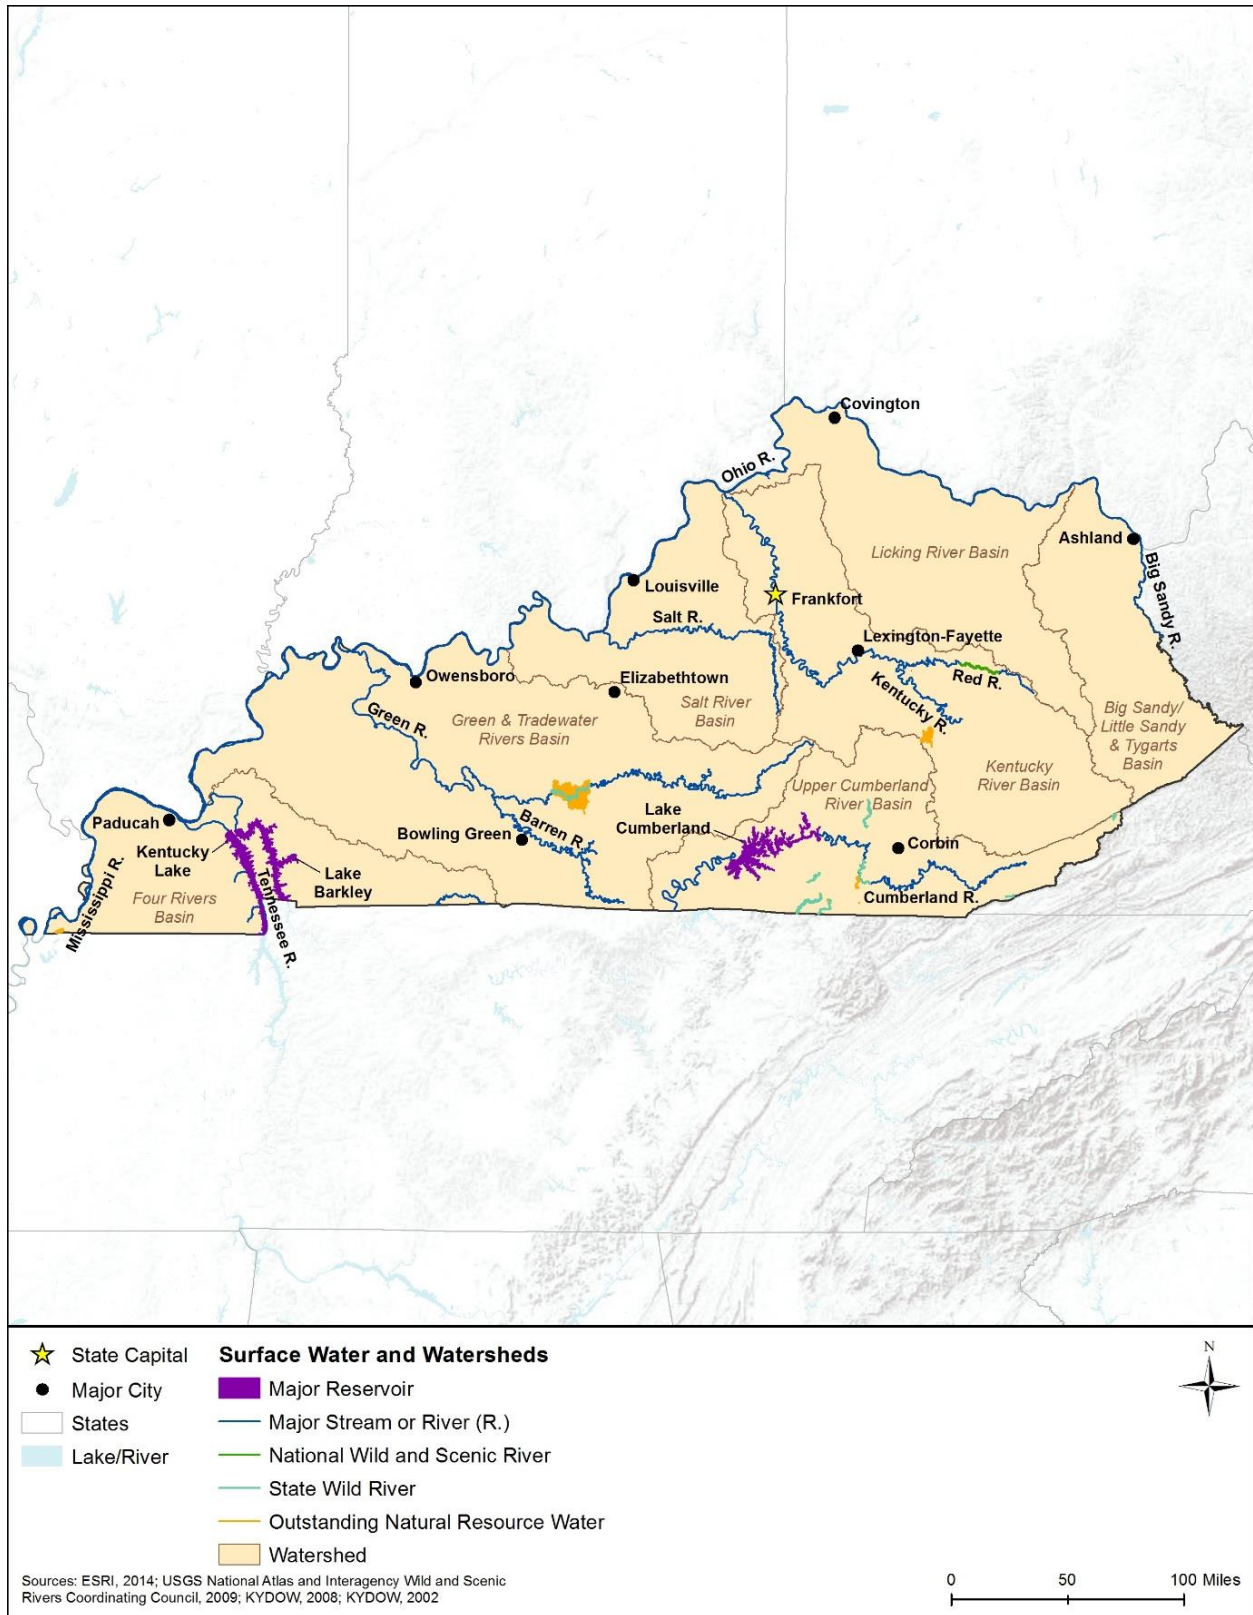 Covington
Ohio R.
Licking River Basin
Ashland
Big Sandy R.
Louisville
Frankfort
Salt R.
Lexington-Fayette
Owensboro
Elizabethtown
Red R.
Kentucky R.
Green R.
Green & Tradewater
Rivers Basin
Salt River
Basin
Big Sandy/
Little Sandy
& Tygarts
Basin
Kentucky
River Basin
Upper Cumberland
River Basin
Lake
Cumberland
Paducah
Bowling Green
Barren R.
Corbin
Kentucky
Lake
Lake
Barkley
Mississippi R.
Four Rivers
Basin
Tennessee R.
Cumberland R.
State Capital
Major City
States
Lake/River
Surface Water and Watersheds
Major Reservoir
Major Stream or River (R.)
National Wild and Scenic River
State Wild River
Outstanding Natural Resource Water
Watershed
N
Sources: ESRI, 2014; USGS National Atlas and Interagency Wild and Scenic
Rivers Coordinating Council, 2009; KYDOW, 2008; KYDOW, 2002
0 50 100 Miles